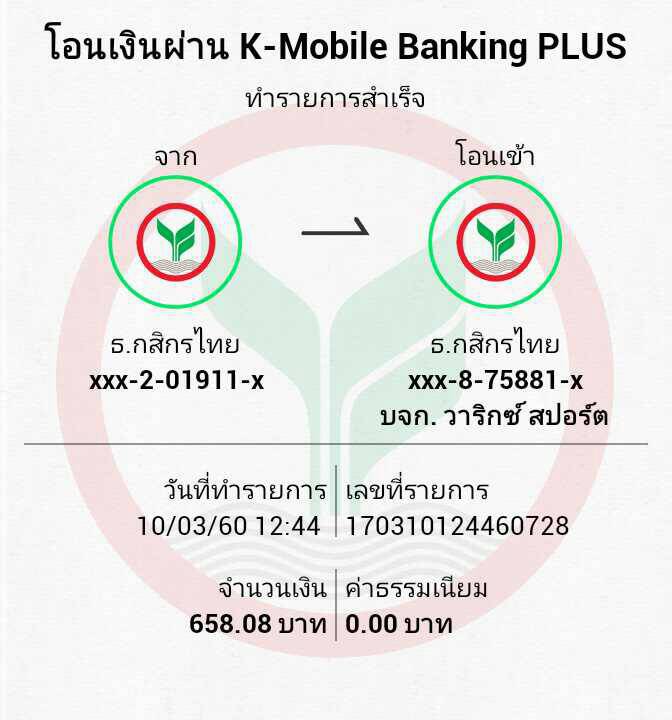 โอนเงินผ่าน K-Mobile Banking PLUS
ทำรายการสำเร็จ
จาก
โอนเข้า
ธ.กสิกรไทย
xxx-2-01911-x
ธ.กสิกรไทย
xxx-8-75881-x
บจก. วาริกซ์ สปอร์ต
วันที่ทำรายการ
10/03/60 12:44
เลขที่รายการ
170310124460728
จำนวนเงิน
658.08 บาท
ค่าธรรมเนียม
0.00 บาท